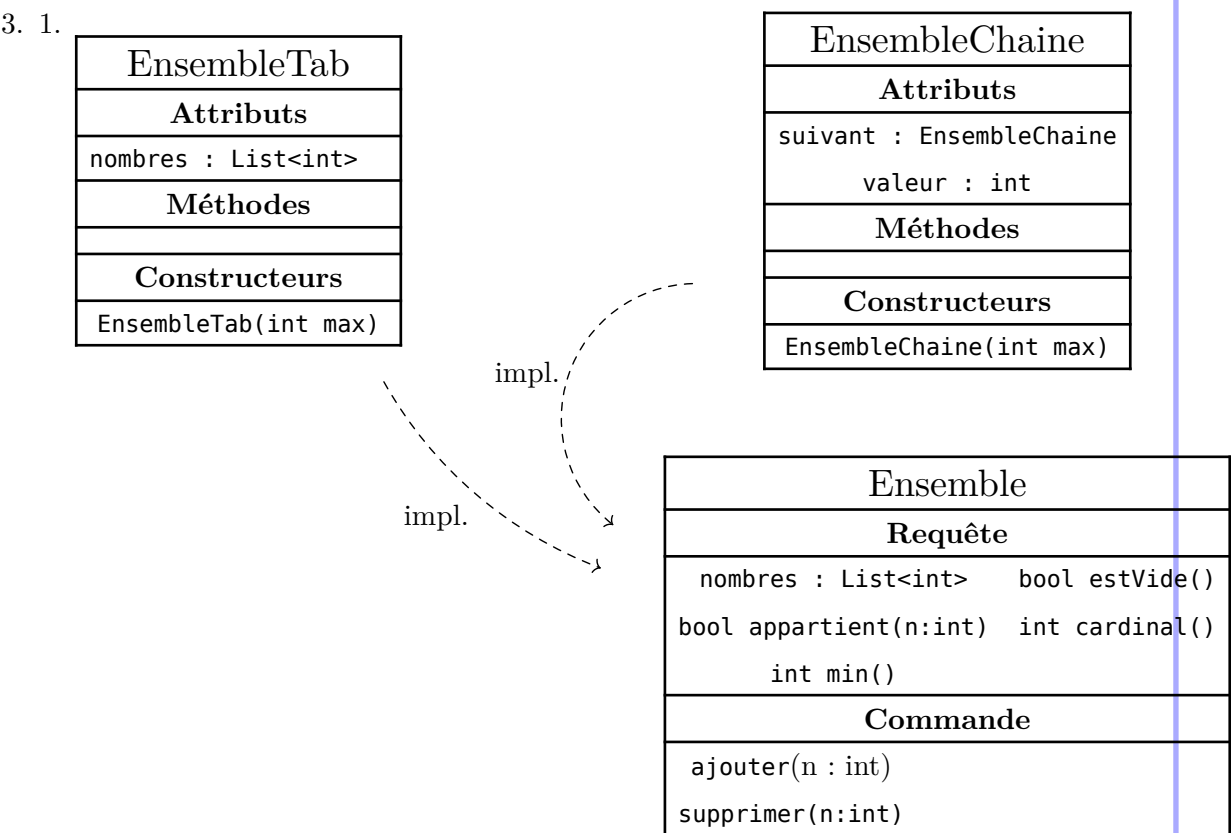 3. 1.
EnsembleTab
Attributs
nombres : List<int>
Méthodes
Constructeurs
EnsembleTab(int max)
EnsembleChaine
Attributs
suivant : EnsembleChaine
valeur : int
Méthodes
Constructeurs
EnsembleChaine(int max)
impl.
impl.
Ensemble
Requête
nombres : List<int> bool estVide()
bool appartient(n:int) int cardinal()
int min()
Commande
ajouter(n : int)
supprimer(n:int)